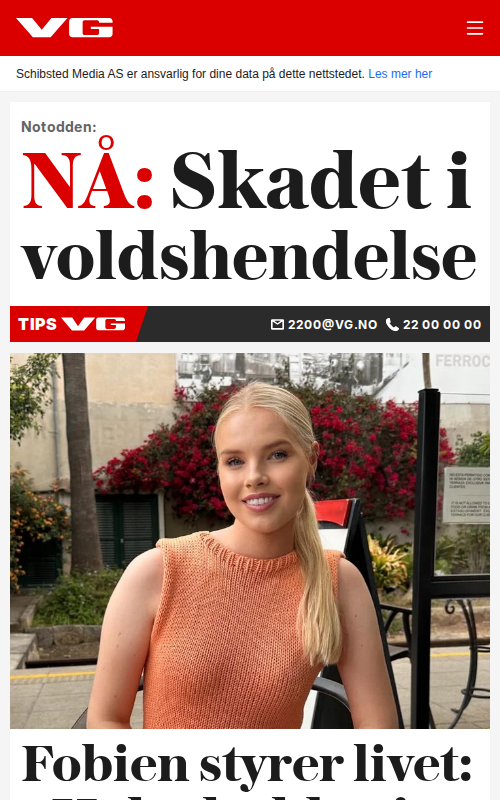 VG
Schibsted Media AS er ansvarlig for dine data på dette nettstedet. Les mer her
Notodden:
NÅ: Skadet i
voldshendelse
TIPS VG 2200@VG.NO 22 00 00 00
FERROC
Fobien styrer livet: